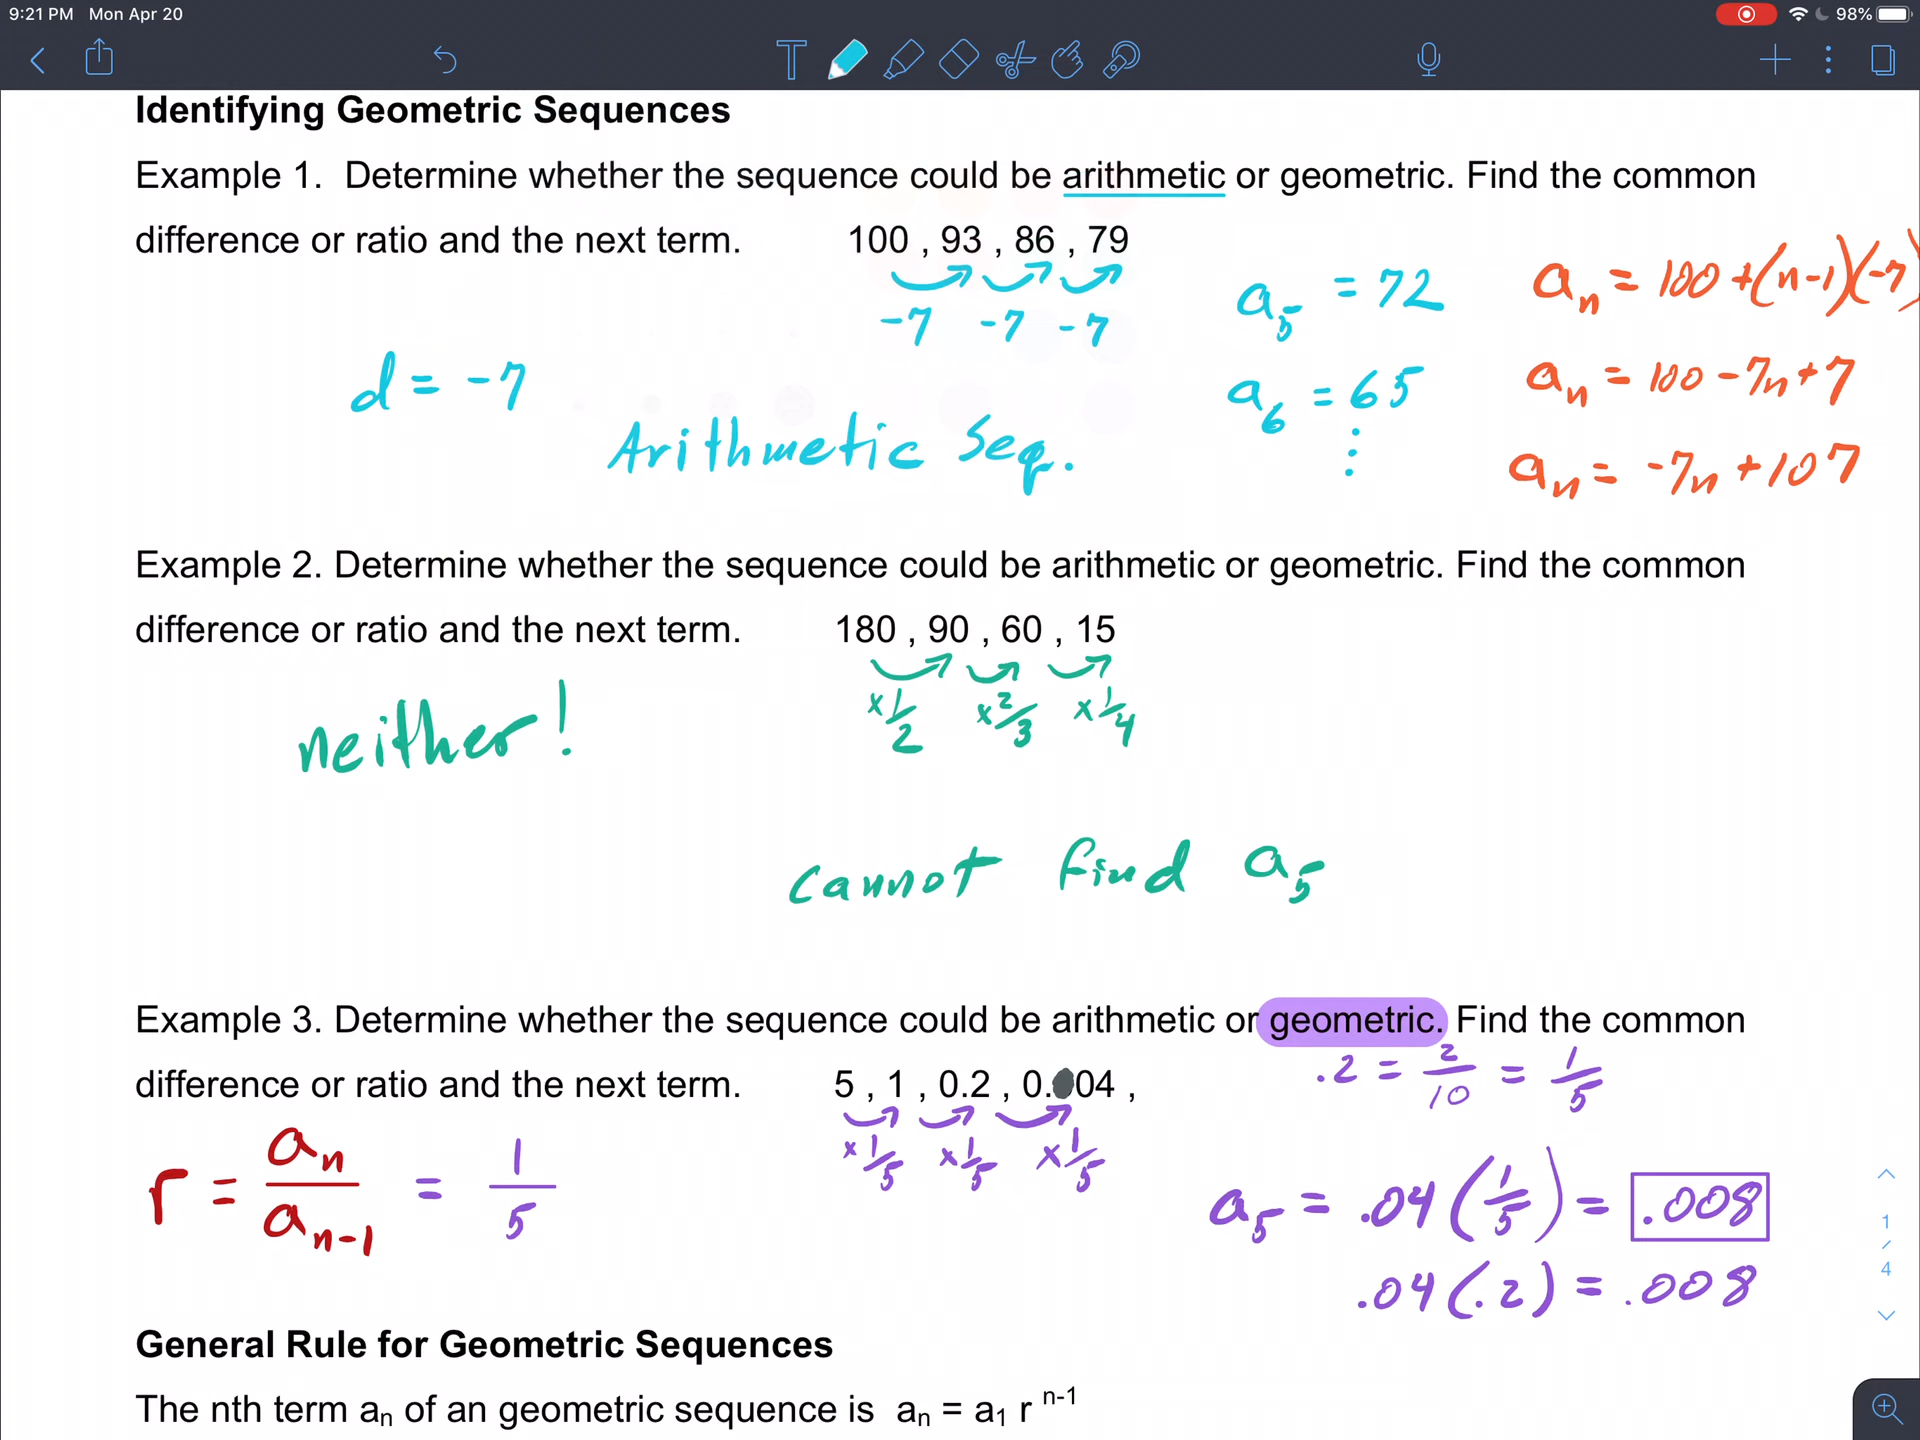 9:21 PM Mon Apr 20 98%
Identifying Geometric Sequences
Example 1. Determine whether the sequence could be arithmetic or geometric. Find the common
difference or ratio and the next term. 100 , 93 , 86 , 79
-7 -7 -7
d = -7
Arithmetic Seq.
a₅ = 72
a₆ = 65
⋮
aₙ = 100 + (n-1)(-7)
aₙ = 100 - 7n + 7
aₙ = -7n + 107
Example 2. Determine whether the sequence could be arithmetic or geometric. Find the common
difference or ratio and the next term. 180 , 90 , 60 , 15
×1/2 ×2/3 ×1/4
neither!
cannot find a₅
Example 3. Determine whether the sequence could be arithmetic or geometric. Find the common
difference or ratio and the next term. 5 , 1 , 0.2 , 0.04 ,
.2 = 2/10 = 1/5
×1/5 ×1/5 ×1/5
r = aₙ/aₙ₋₁ = 1/5
a₅ = .04 (1/5) = .008
.04 (.2) = .008
1/4
General Rule for Geometric Sequences
The nth term aₙ of an geometric sequence is aₙ = a₁ r ⁿ⁻¹